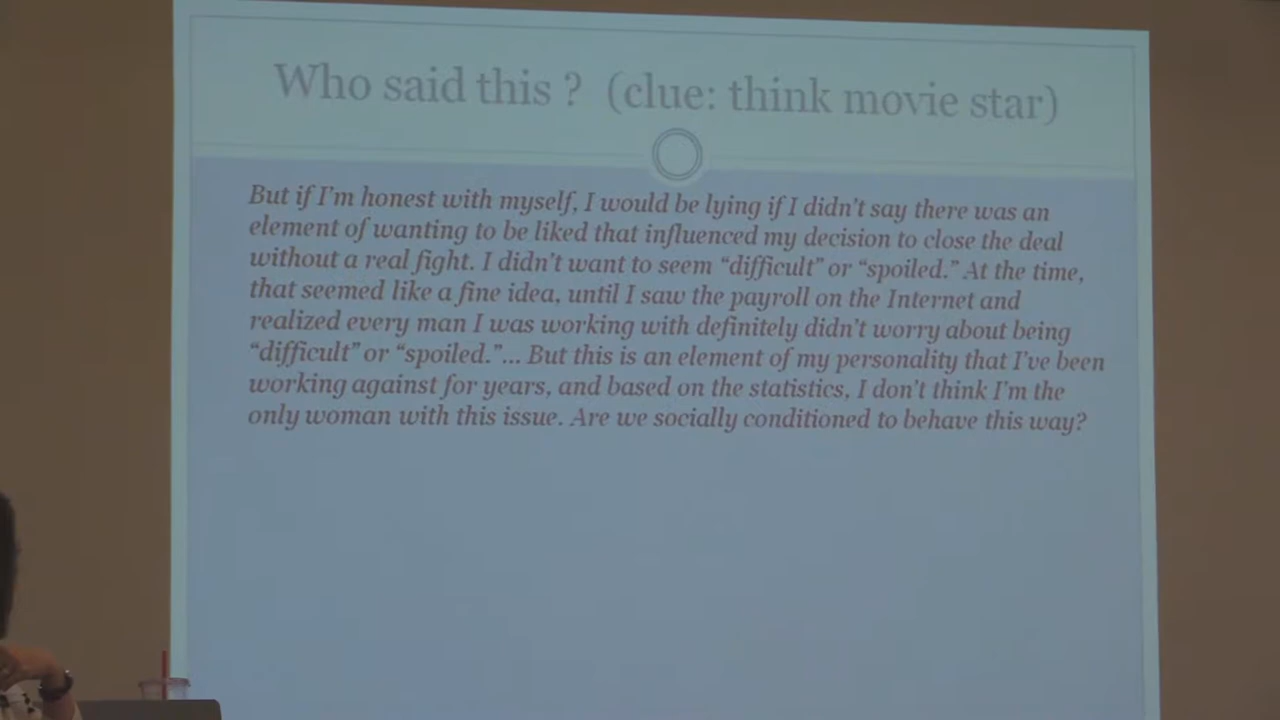 Who said this ? (clue: think movie star)
But if I'm honest with myself, I would be lying if I didn't say there was an
element of wanting to be liked that influenced my decision to close the deal
without a real fight. I didn't want to seem “difficult” or “spoiled.” At the time,
that seemed like a fine idea, until I saw the payroll on the Internet and
realized every man I was working with definitely didn't worry about being
“difficult” or “spoiled.”... But this is an element of my personality that I've been
working against for years, and based on the statistics, I don't think I'm the
only woman with this issue. Are we socially conditioned to behave this way?